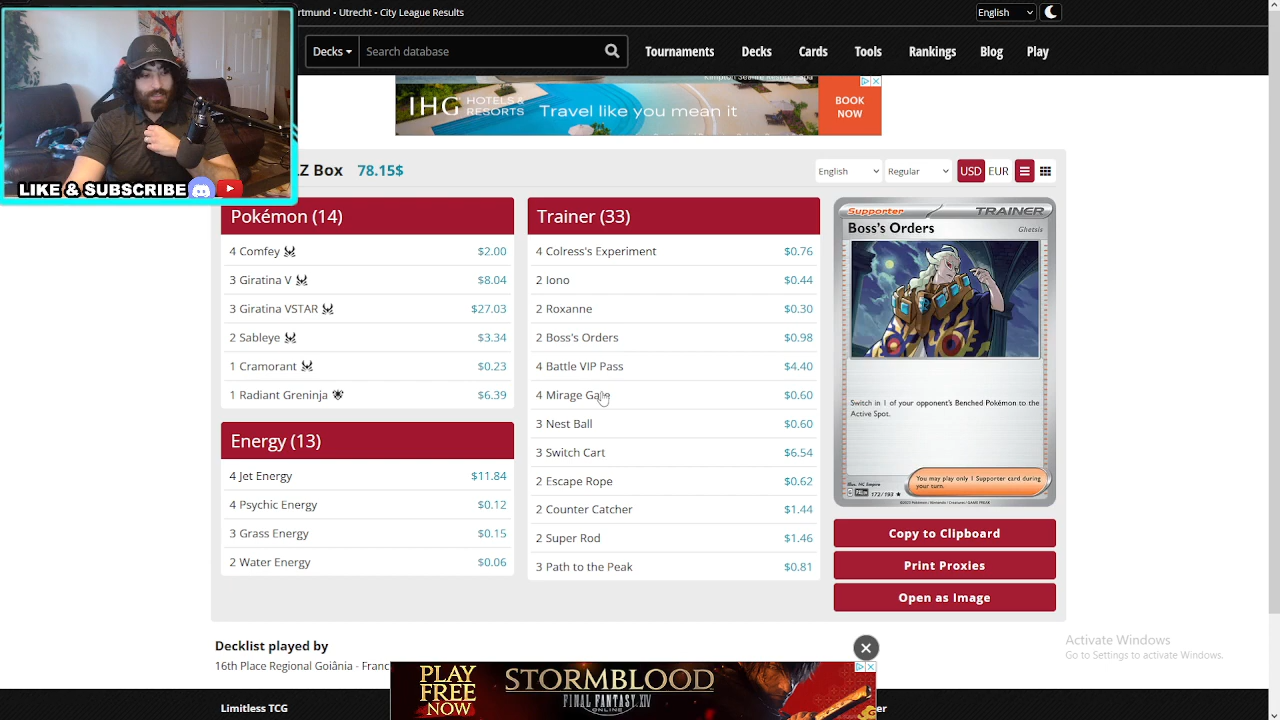 rtmund - Utrecht - City League Results
English
Decks
Search database
Tournaments
Decks
Cards
Tools
Rankings
Blog
Play
IHG HOTELS & RESORTS
Travel like you mean it
BOOK NOW
LIKE & SUBSCRIBE
Z Box 78.15$
English
Regular
USD
EUR
Pokémon (14)
4 Comfey $2.00
3 Giratina V $8.04
3 Giratina VSTAR $27.03
2 Sableye $3.34
1 Cramorant $0.23
1 Radiant Greninja $6.39
Energy (13)
4 Jet Energy $11.84
4 Psychic Energy $0.12
3 Grass Energy $0.15
2 Water Energy $0.06
Trainer (33)
4 Colress's Experiment $0.76
2 Iono $0.44
2 Roxanne $0.30
2 Boss's Orders $0.98
4 Battle VIP Pass $4.40
4 Mirage Gate $0.60
3 Nest Ball $0.60
3 Switch Cart $6.54
2 Escape Rope $0.62
2 Counter Catcher $1.44
2 Super Rod $1.46
3 Path to the Peak $0.81
Supporter
TRAINER
Boss's Orders
Ghetsis
Switch in 1 of your opponent's Benched Pokémon to the
Active Spot.
You may play only 1 Supporter card during
your turn.
172/193
Copy to Clipboard
Print Proxies
Open as Image
Decklist played by
16th Place Regional Goiânia - Franc
Activate Windows
Go to Settings to activate Windows.
PLAY FREE NOW
STORMBLOOD
FINAL FANTASY XIV
ONLINE
Limitless TCG
er